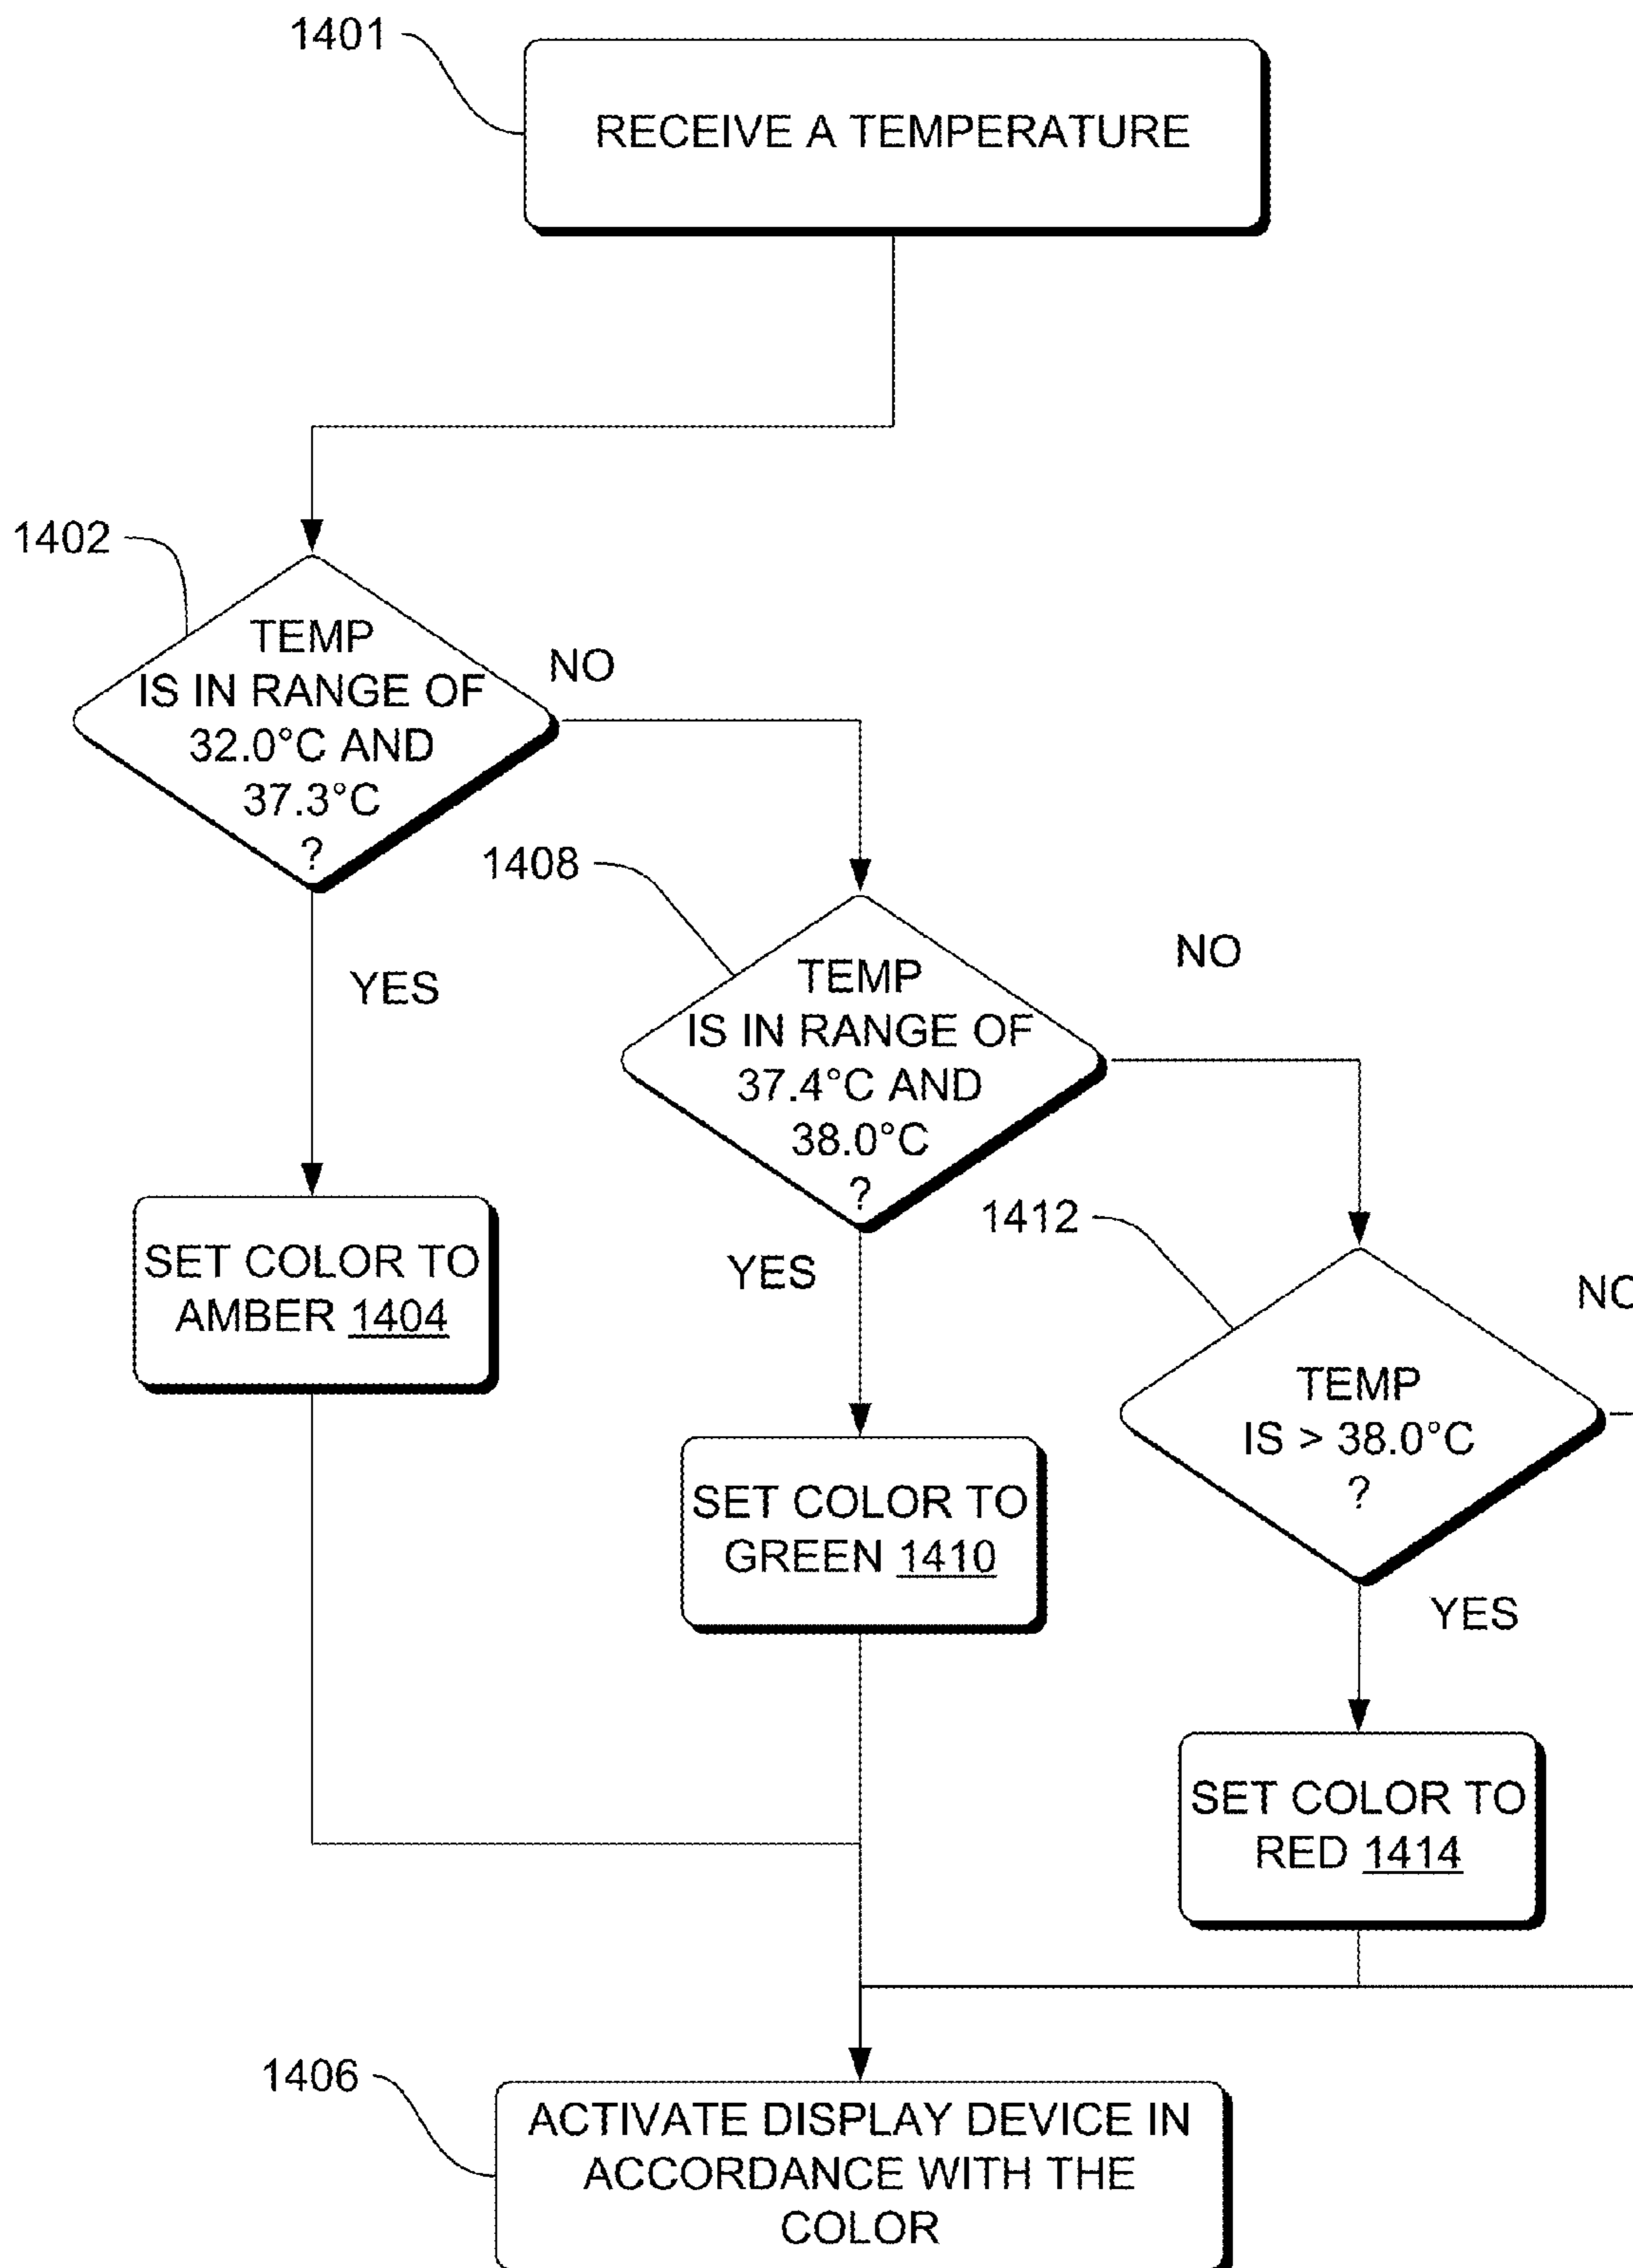 1401
RECEIVE A TEMPERATURE
1402
TEMP
IS IN RANGE OF
32.0°C AND
37.3°C
?
NO
1408
YES
TEMP
IS IN RANGE OF
37.4°C AND
38.0°C
?
NO
SET COLOR TO
AMBER 1404
YES
1412
TEMP
IS > 38.0°C
?
NO
SET COLOR TO
GREEN 1410
YES
SET COLOR TO
RED 1414
1406
ACTIVATE DISPLAY DEVICE IN
ACCORDANCE WITH THE
COLOR